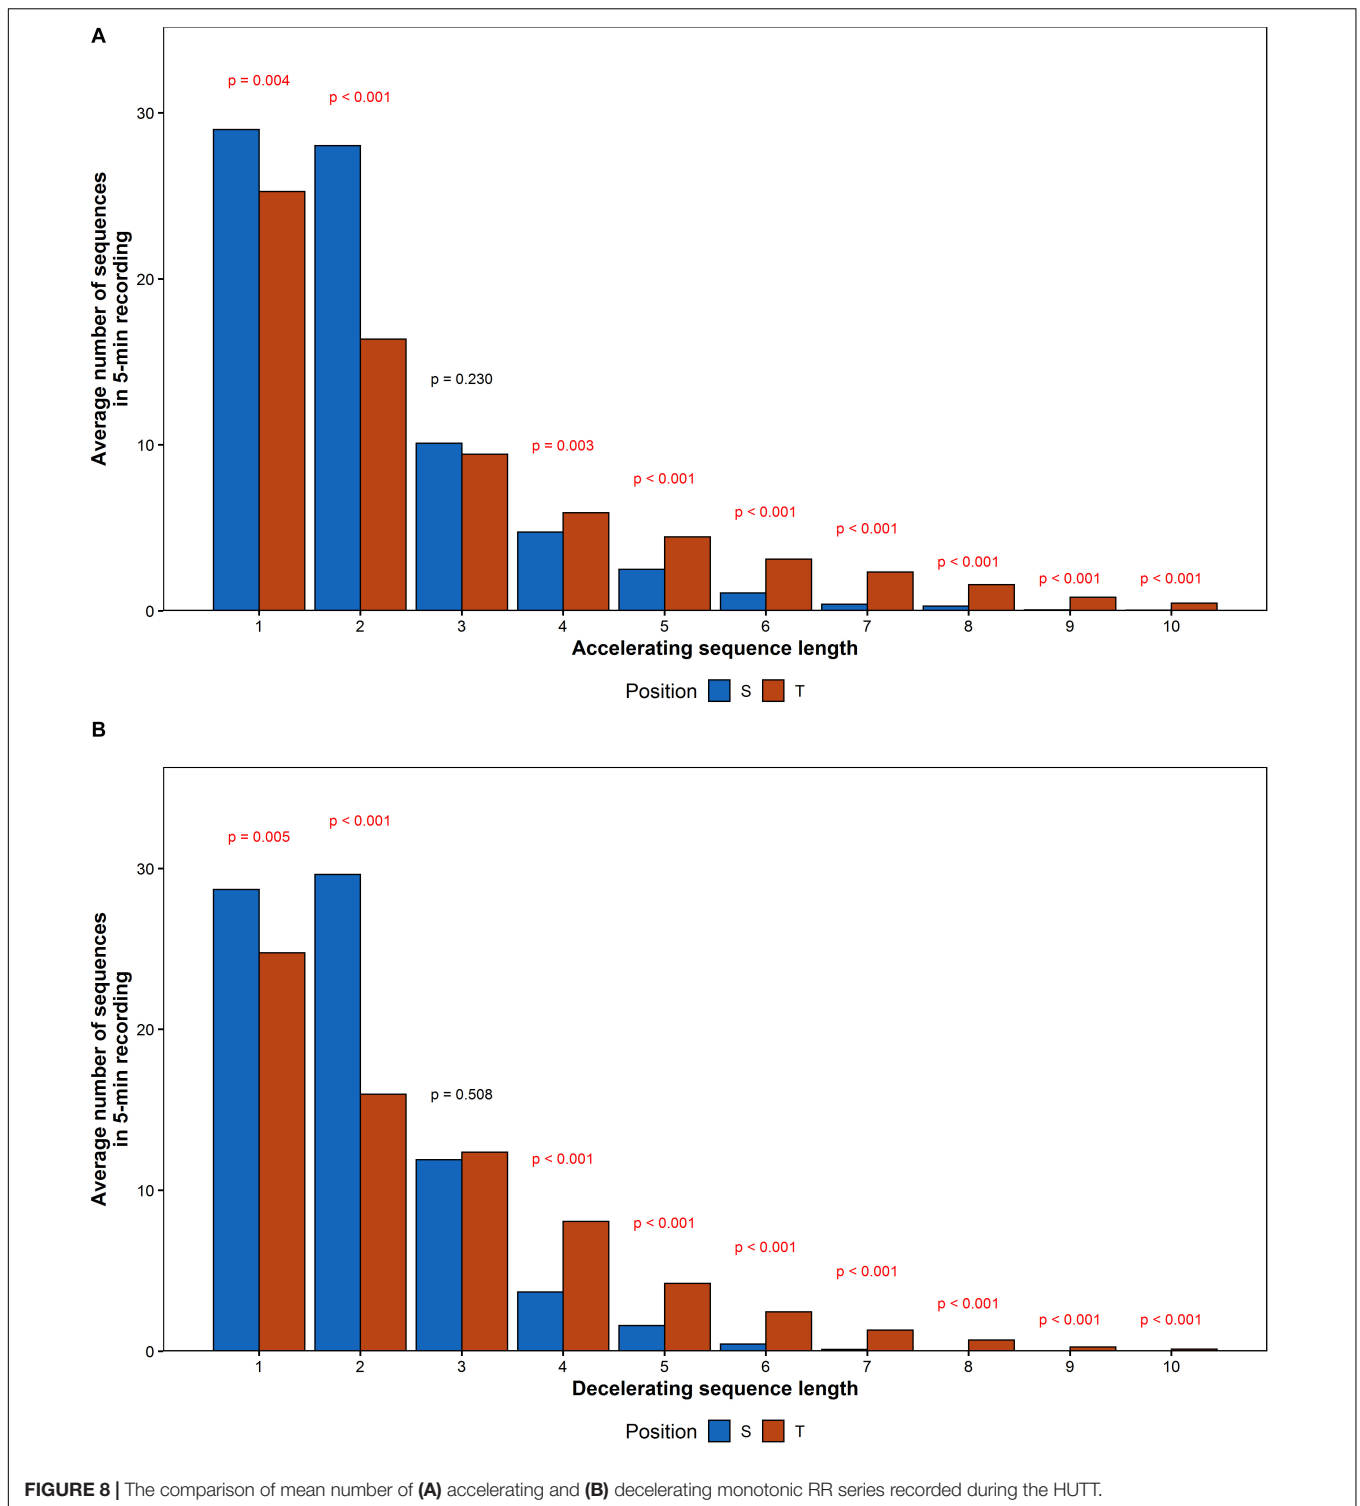 A
p = 0.004
p < 0.001
p = 0.230
p = 0.003
p < 0.001
p < 0.001
p < 0.001
p < 0.001
p < 0.001
p < 0.001
30
20
10
0
Average number of sequences
in 5-min recording
1 2 3 4 5 6 7 8 9 10
Accelerating sequence length
Position S T
B
p = 0.005
p < 0.001
p = 0.508
p < 0.001
p < 0.001
p < 0.001
p < 0.001
p < 0.001
p < 0.001
p < 0.001
30
20
10
0
Average number of sequences
in 5-min recording
1 2 3 4 5 6 7 8 9 10
Decelerating sequence length
Position S T
FIGURE 8 | The comparison of mean number of (A) accelerating and (B) decelerating monotonic RR series recorded during the HUTT.